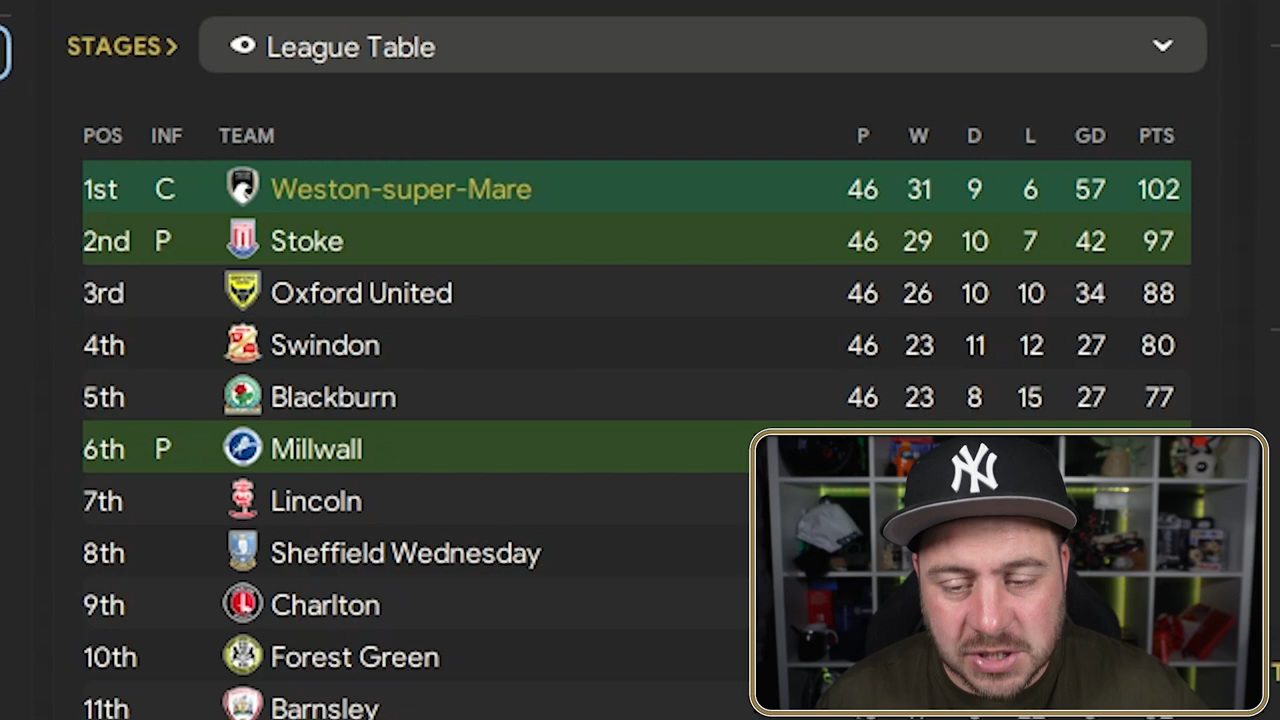 STAGES> League Table
POS INF TEAM P W D L GD PTS
1st C Weston-super-Mare 46 31 9 6 57 102
2nd P Stoke 46 29 10 7 42 97
3rd Oxford United 46 26 10 10 34 88
4th Swindon 46 23 11 12 27 80
5th Blackburn 46 23 8 15 27 77
6th P Millwall
7th Lincoln
8th Sheffield Wednesday
9th Charlton
10th Forest Green
11th Barnsley
NY